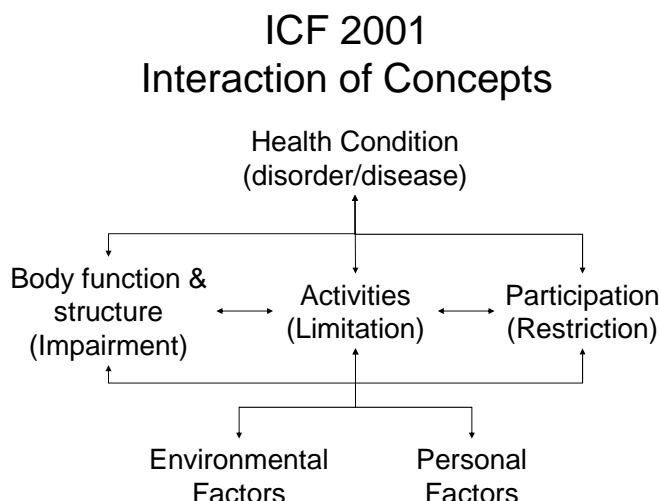 ICF 2001
Interaction of Concepts
Health Condition
(disorder/disease)
Body function &
structure
(Impairment)
Activities
(Limitation)
Participation
(Restriction)
Environmental
Factors
Personal
Factors